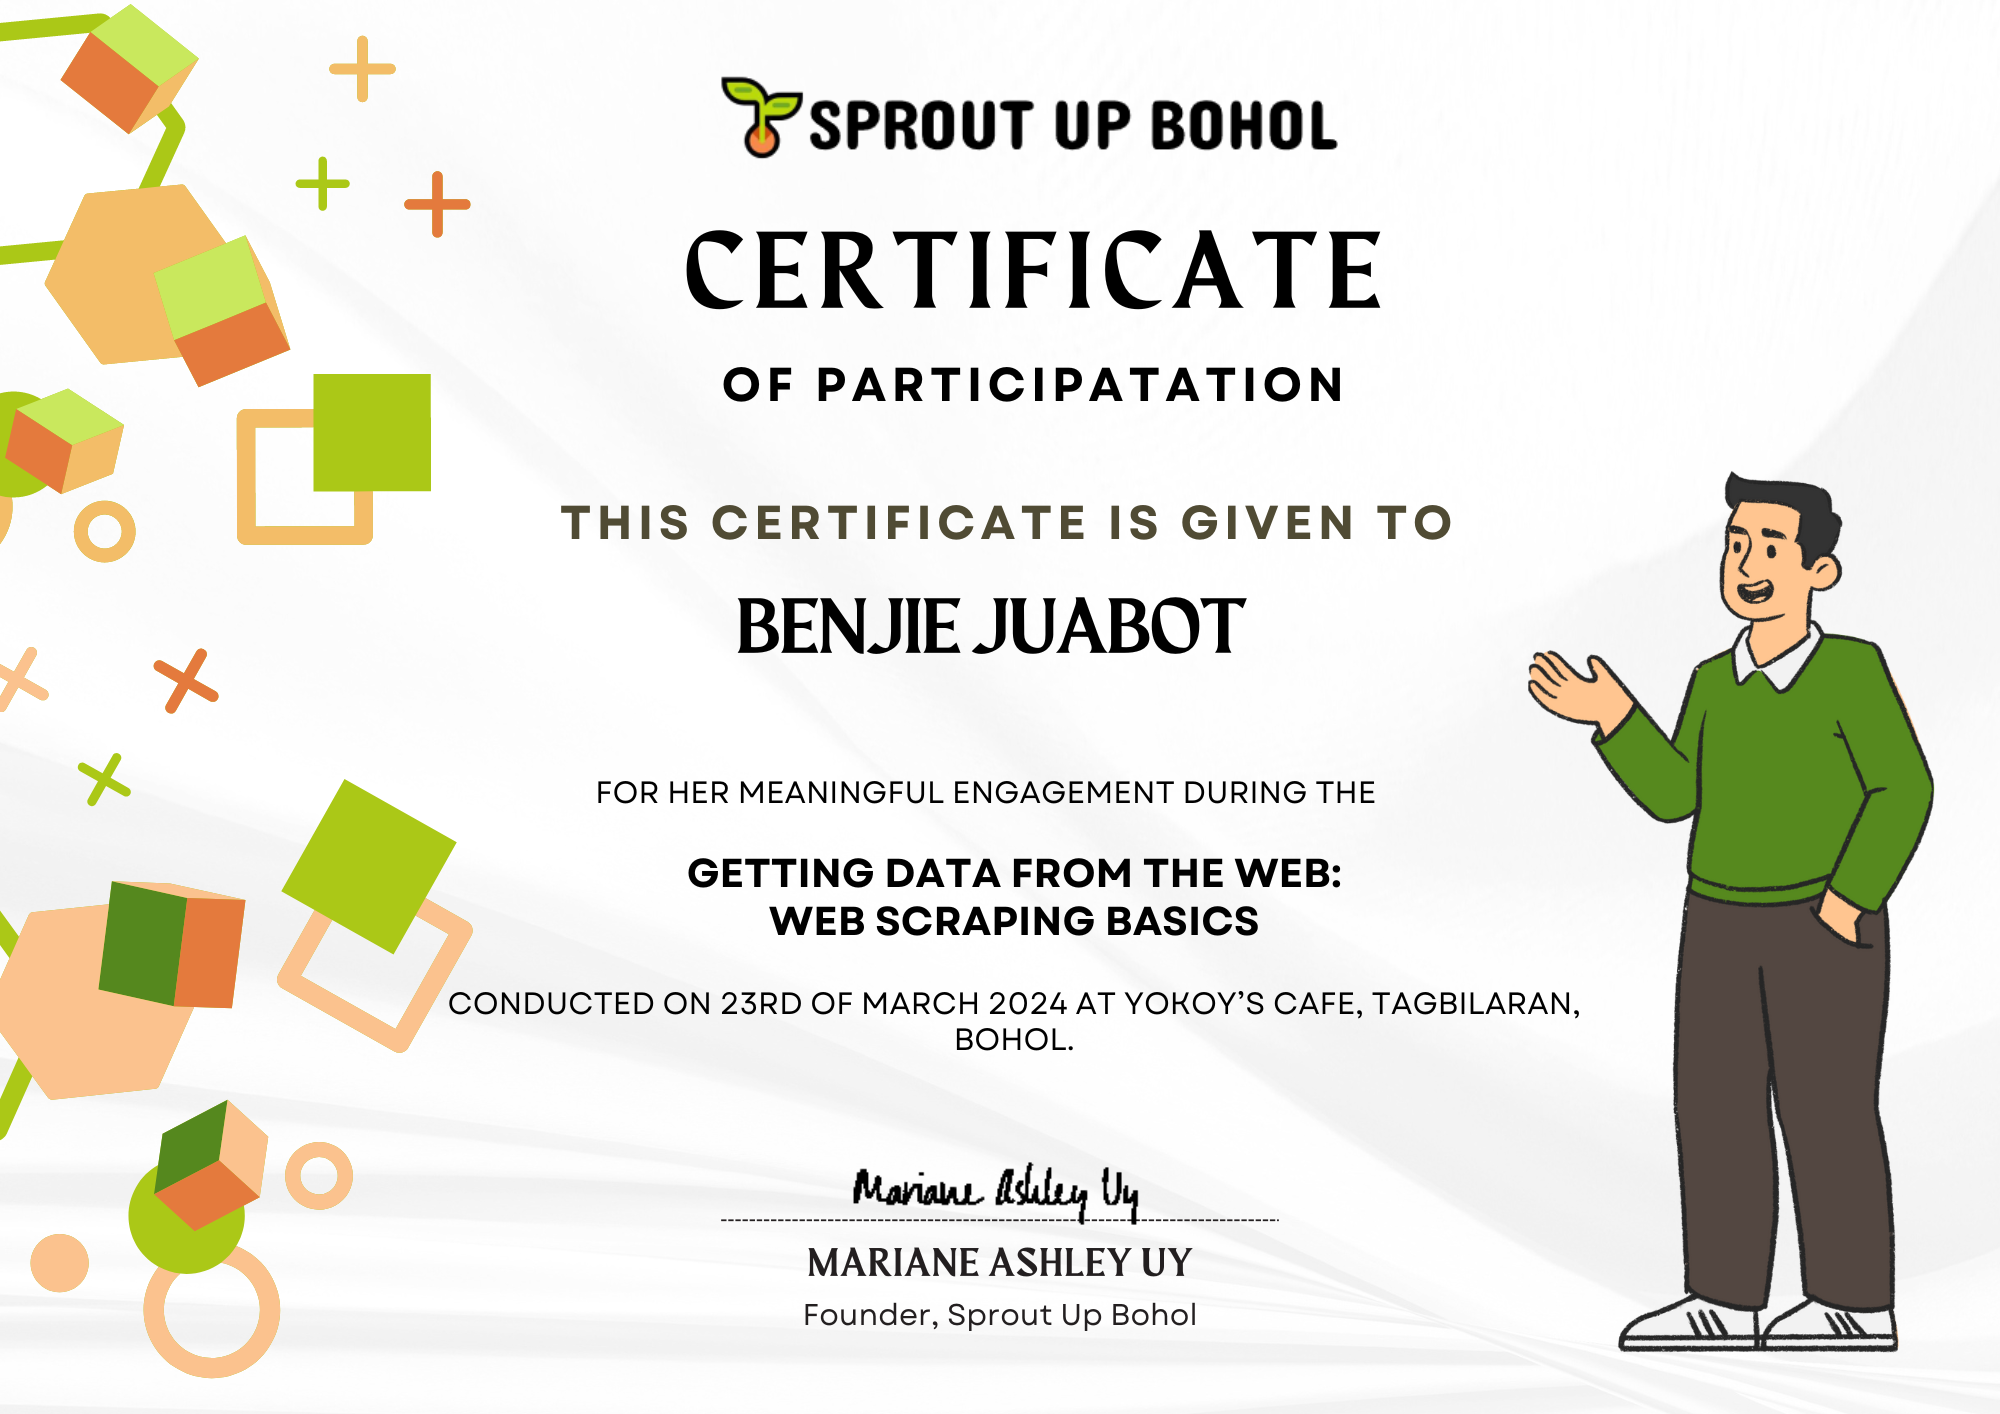 SPROUT UP BOHOL
CERTIFICATE
OF PARTICIPATATION
THIS CERTIFICATE IS GIVEN TO
BENJIE JUABOT
FOR HER MEANINGFUL ENGAGEMENT DURING THE
GETTING DATA FROM THE WEB:
WEB SCRAPING BASICS
CONDUCTED ON 23RD OF MARCH 2024 AT YOKOY’S CAFE, TAGBILARAN,
BOHOL.
Mariane Ashley Uy
MARIANE ASHLEY UY
Founder, Sprout Up Bohol